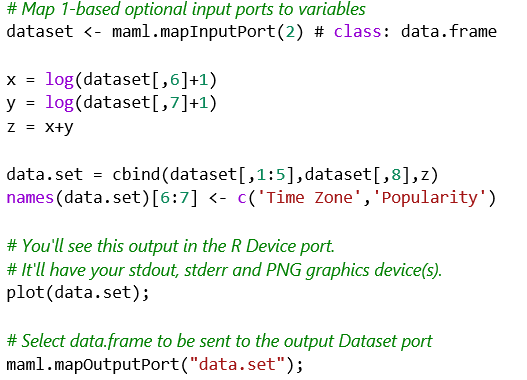 # Map 1-based optional input ports to variables
dataset <- maml.mapInputPort(2) # class: data.frame
x = log(dataset[,6]+1)
y = log(dataset[,7]+1)
z = x+y
data.set = cbind(dataset[,1:5],dataset[,8],z)
names(data.set)[6:7] <- c('Time Zone','Popularity')
# You'll see this output in the R Device port.
# It'll have your stdout, stderr and PNG graphics device(s).
plot(data.set);
# Select data.frame to be sent to the output Dataset port
maml.mapOutputPort("data.set");